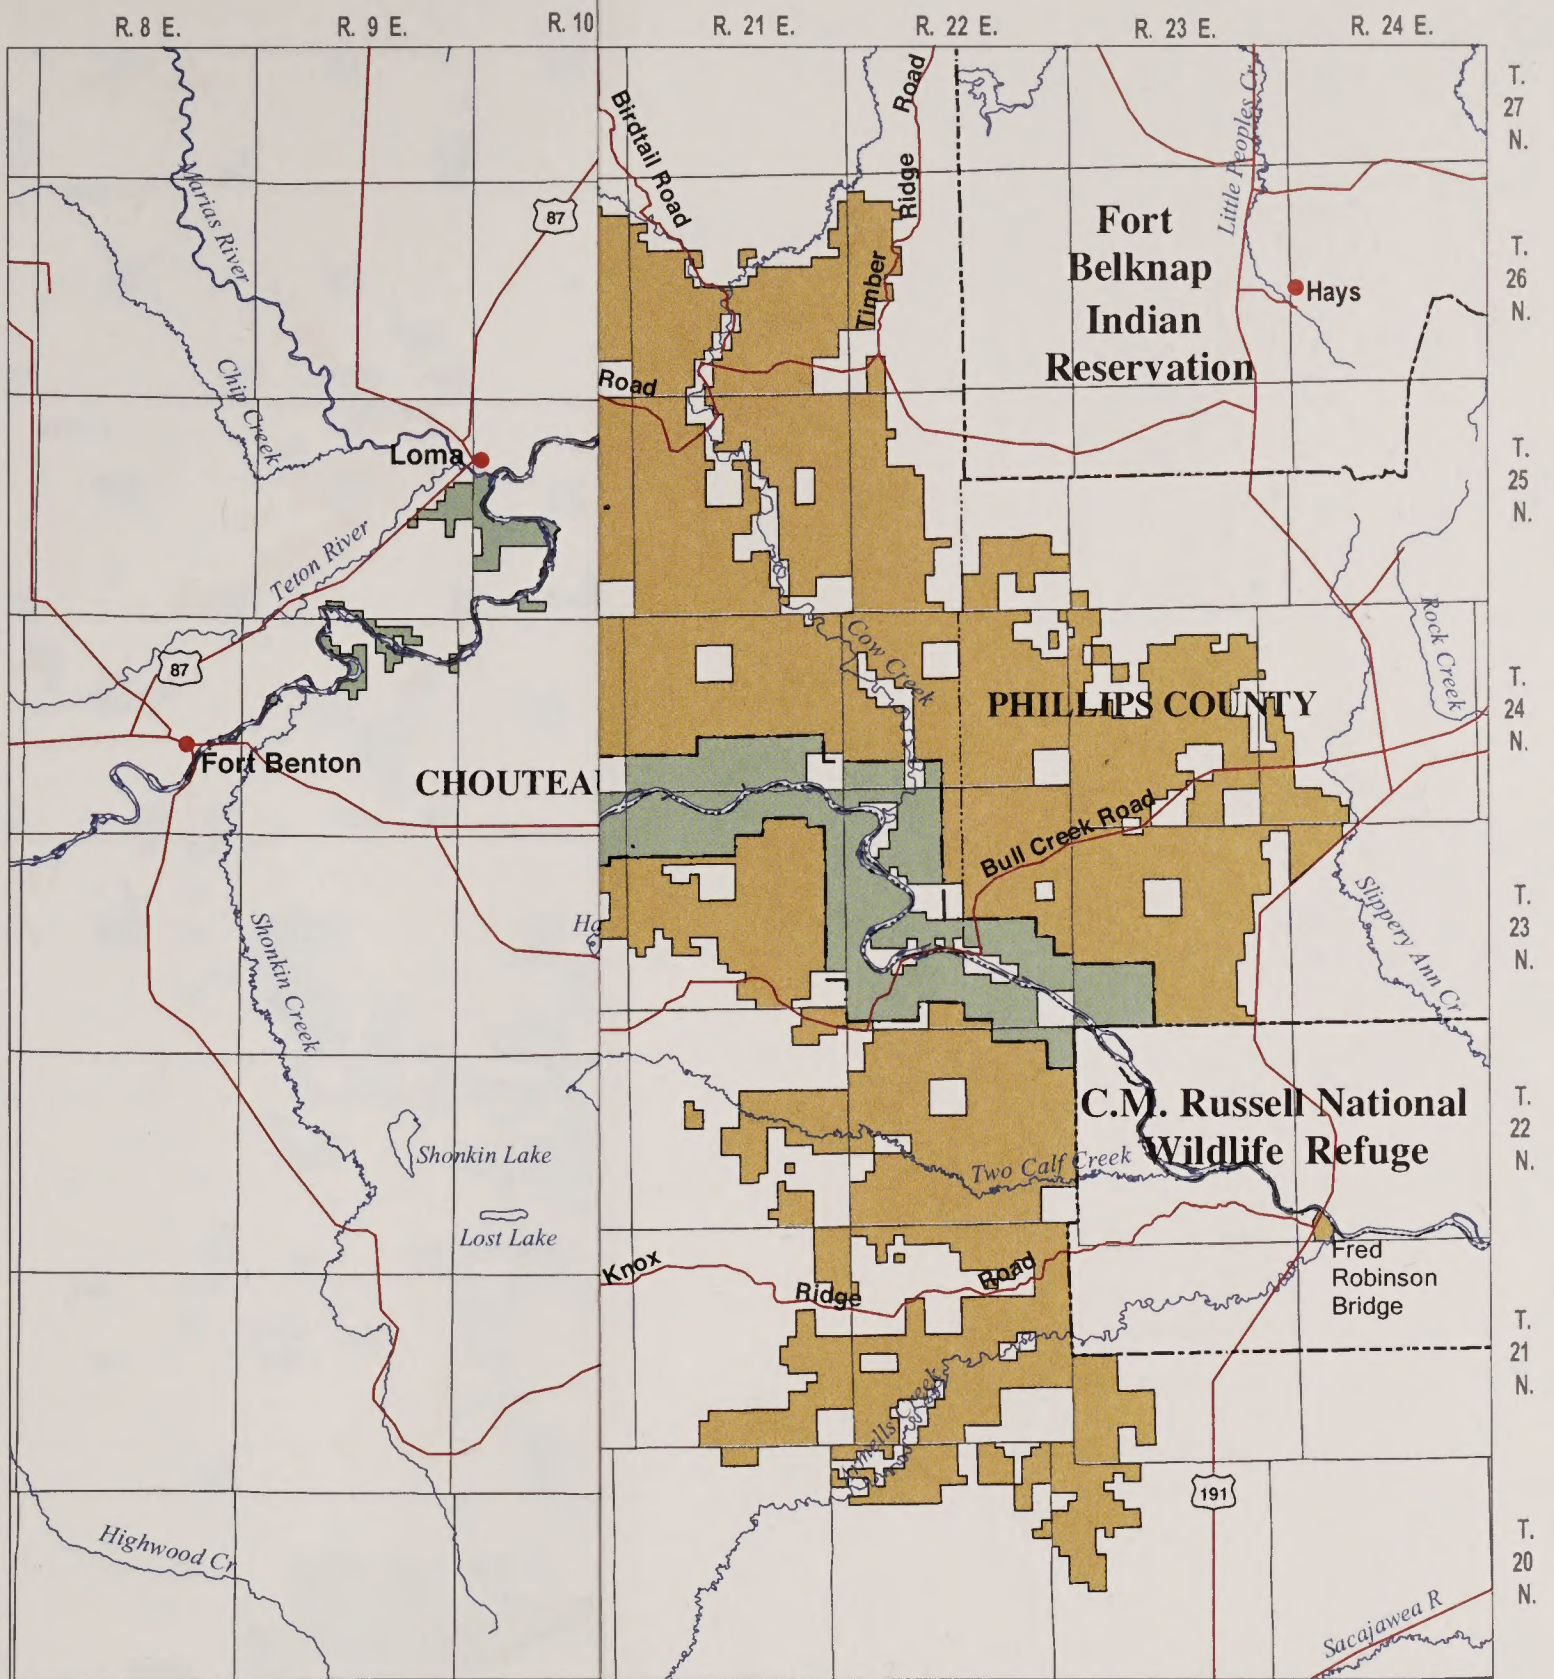 R. 8 E. R. 9 E. R. 10 R. 21 E. R. 22 E. R. 23 E. R. 24 E.
T.
27
N.
Birdtail Road
Ridge Road
Timber
Little Peoples Cr
Marias River
87
Fort
Belknap
Indian
Reservation
Hays
T.
26
N.
Chip Creek
Road
Loma
T.
25
N.
Teton River
Rock Creek
Cow Creek
87
PHILLIPS COUNTY
T.
24
N.
Fort Benton
CHOUTEAU
Bull Creek Road
Slippery Ann Cr
T.
23
N.
Ha
Shonkin Creek
C.M. Russell National
Wildlife Refuge
T.
22
N.
Shonkin Lake
Two Calf Creek
Lost Lake
Knox
Ridge
Road
Fred
Robinson
Bridge
T.
21
N.
Creek
191
Highwood Cr
T.
20
N.
Sacajawea R